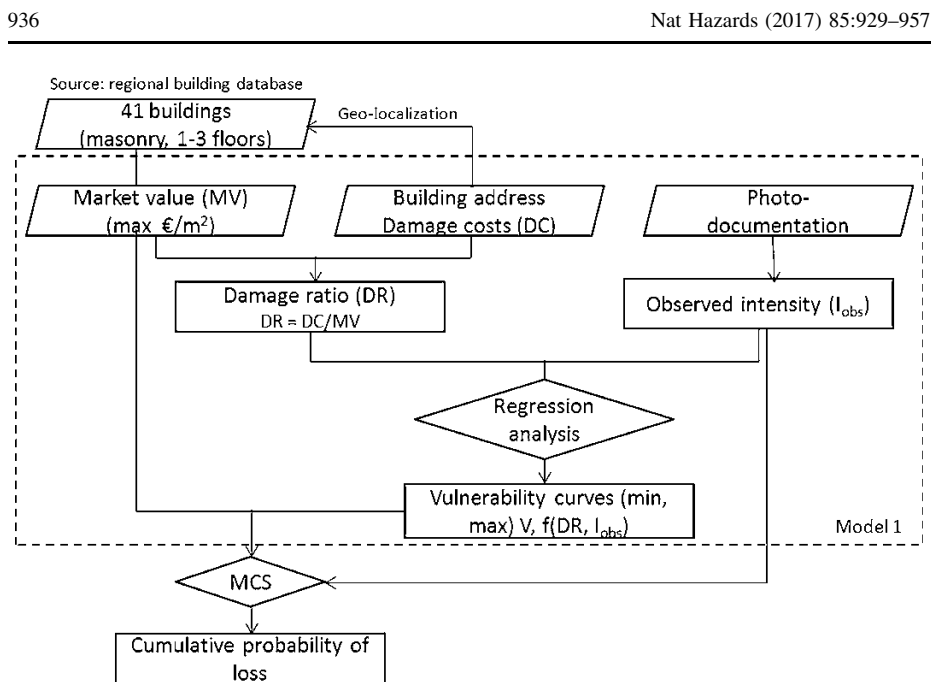 936
Nat Hazards (2017) 85:929–957
Source: regional building database
41 buildings
(masonry, 1-3 floors)
Geo-localization
Market value (MV)
(max €/m²)
Building address
Damage costs (DC)
Photo-
documentation
Damage ratio (DR)
DR = DC/MV
Observed intensity (Iobs)
Regression
analysis
Vulnerability curves (min,
max) V, f(DR, Iobs)
Model 1
MCS
Cumulative probability of
loss